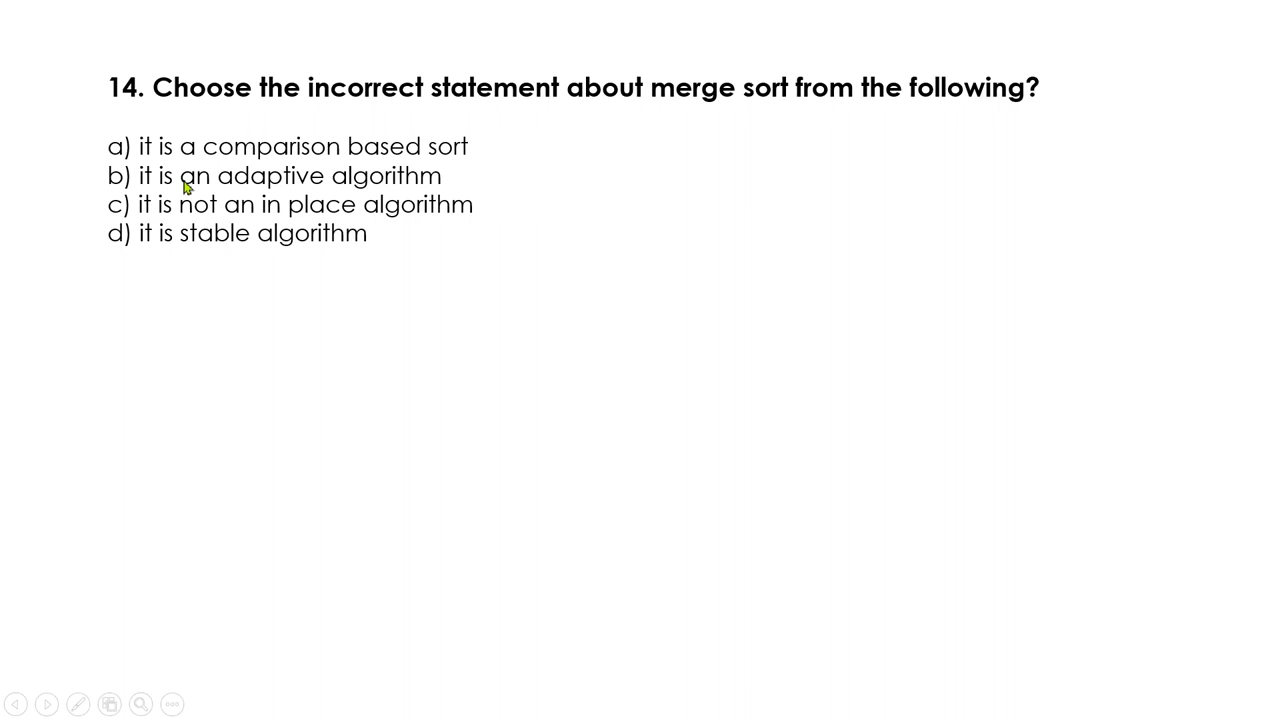 14. Choose the incorrect statement about merge sort from the following?
a) it is a comparison based sort
b) it is an adaptive algorithm
c) it is not an in place algorithm
d) it is stable algorithm